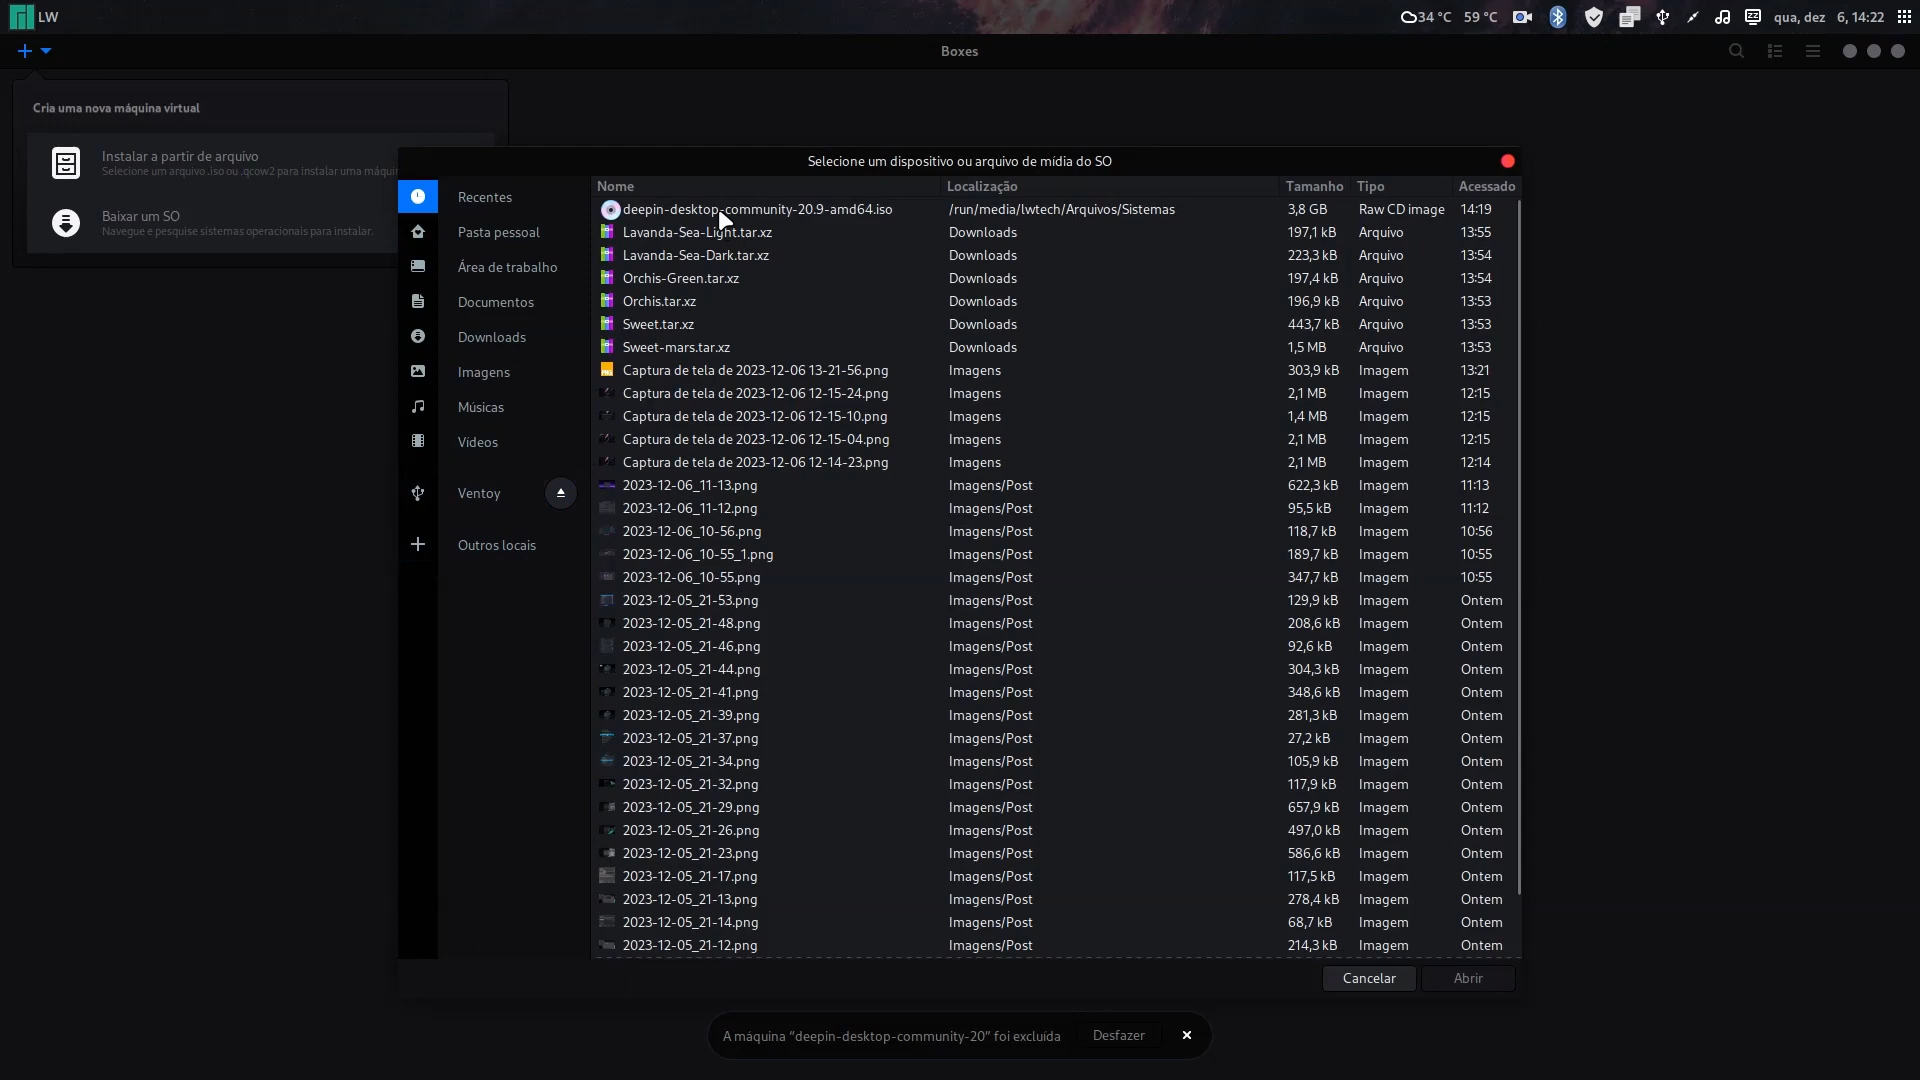 LW
34 °C 59 °C qua, dez 6, 14:22
Boxes
Cria uma nova máquina virtual
Instalar a partir de arquivo
Selecione um arquivo .iso ou .qcow2 para instalar uma máqui
Baixar um SO
Navegue e pesquise sistemas operacionais para instalar.
Selecione um dispositivo ou arquivo de mídia do SO
Recentes
Pasta pessoal
Área de trabalho
Documentos
Downloads
Imagens
Músicas
Vídeos
Ventoy
Outros locais
Nome Localização Tamanho Tipo Acessado
deepin-desktop-community-20.9-amd64.iso /run/media/lwtech/Arquivos/Sistemas 3,8 GB Raw CD image 14:19
Lavanda-Sea-Light.tar.xz Downloads 197,1 kB Arquivo 13:55
Lavanda-Sea-Dark.tar.xz Downloads 223,3 kB Arquivo 13:54
Orchis-Green.tar.xz Downloads 197,4 kB Arquivo 13:54
Orchis.tar.xz Downloads 196,9 kB Arquivo 13:53
Sweet.tar.xz Downloads 443,7 kB Arquivo 13:53
Sweet-mars.tar.xz Downloads 1,5 MB Arquivo 13:53
Captura de tela de 2023-12-06 13-21-56.png Imagens 303,9 kB Imagem 13:21
Captura de tela de 2023-12-06 12-15-24.png Imagens 2,1 MB Imagem 12:15
Captura de tela de 2023-12-06 12-15-10.png Imagens 1,4 MB Imagem 12:15
Captura de tela de 2023-12-06 12-15-04.png Imagens 2,1 MB Imagem 12:15
Captura de tela de 2023-12-06 12-14-23.png Imagens 2,1 MB Imagem 12:14
2023-12-06_11-13.png Imagens/Post 622,3 kB Imagem 11:13
2023-12-06_11-12.png Imagens/Post 95,5 kB Imagem 11:12
2023-12-06_10-56.png Imagens/Post 118,7 kB Imagem 10:56
2023-12-06_10-55_1.png Imagens/Post 189,7 kB Imagem 10:55
2023-12-06_10-55.png Imagens/Post 347,7 kB Imagem 10:55
2023-12-05_21-53.png Imagens/Post 129,9 kB Imagem Ontem
2023-12-05_21-48.png Imagens/Post 208,6 kB Imagem Ontem
2023-12-05_21-46.png Imagens/Post 92,6 kB Imagem Ontem
2023-12-05_21-44.png Imagens/Post 304,3 kB Imagem Ontem
2023-12-05_21-41.png Imagens/Post 348,6 kB Imagem Ontem
2023-12-05_21-39.png Imagens/Post 281,3 kB Imagem Ontem
2023-12-05_21-37.png Imagens/Post 27,2 kB Imagem Ontem
2023-12-05_21-34.png Imagens/Post 105,9 kB Imagem Ontem
2023-12-05_21-32.png Imagens/Post 117,9 kB Imagem Ontem
2023-12-05_21-29.png Imagens/Post 657,9 kB Imagem Ontem
2023-12-05_21-26.png Imagens/Post 497,0 kB Imagem Ontem
2023-12-05_21-23.png Imagens/Post 586,6 kB Imagem Ontem
2023-12-05_21-17.png Imagens/Post 117,5 kB Imagem Ontem
2023-12-05_21-13.png Imagens/Post 278,4 kB Imagem Ontem
2023-12-05_21-14.png Imagens/Post 68,7 kB Imagem Ontem
2023-12-05_21-12.png Imagens/Post 214,3 kB Imagem Ontem
Cancelar Abrir
A máquina “deepin-desktop-community-20” foi excluída Desfazer